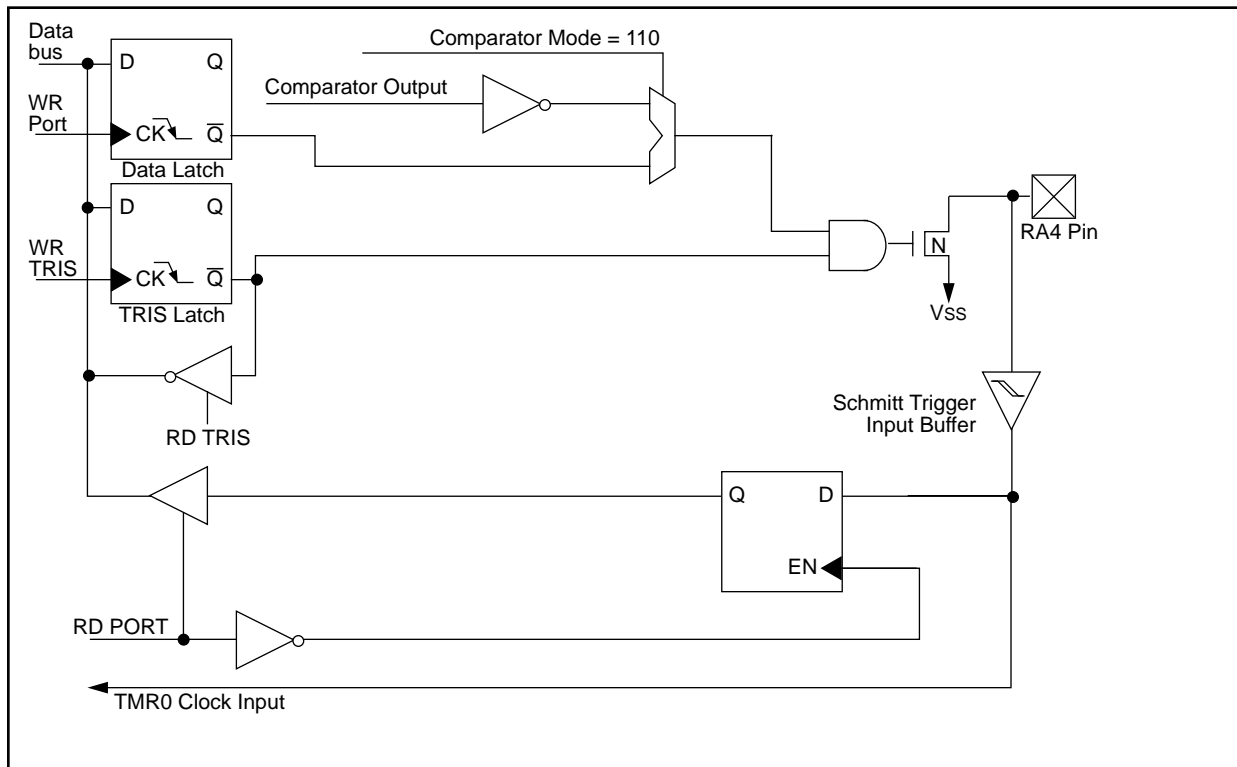 Data
bus
Comparator Mode = 110
D Q
Comparator Output
WR
Port
CK Q̅
Data Latch
D Q
WR
TRIS
CK Q̅
TRIS Latch
N
RA4 Pin
VSS
RD TRIS
Schmitt Trigger
Input Buffer
Q D
EN
RD PORT
TMR0 Clock Input